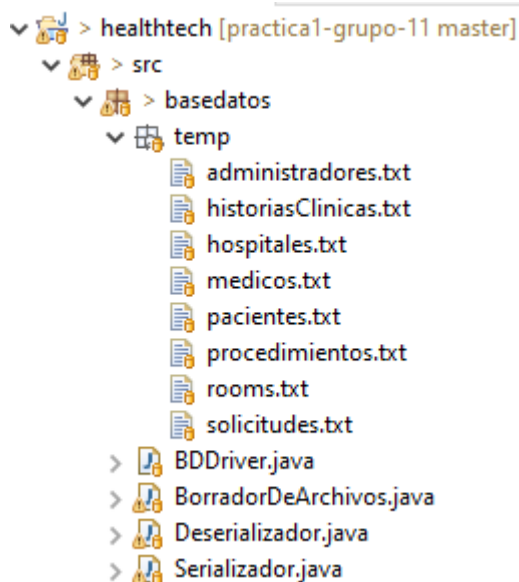 > healthtech [practica1-grupo-11 master]
> src
> basedatos
temp
administradores.txt
historiasClinicas.txt
hospitales.txt
medicos.txt
pacientes.txt
procedimientos.txt
rooms.txt
solicitudes.txt
BDDriver.java
BorradorDeArchivos.java
Deserializador.java
Serializador.java